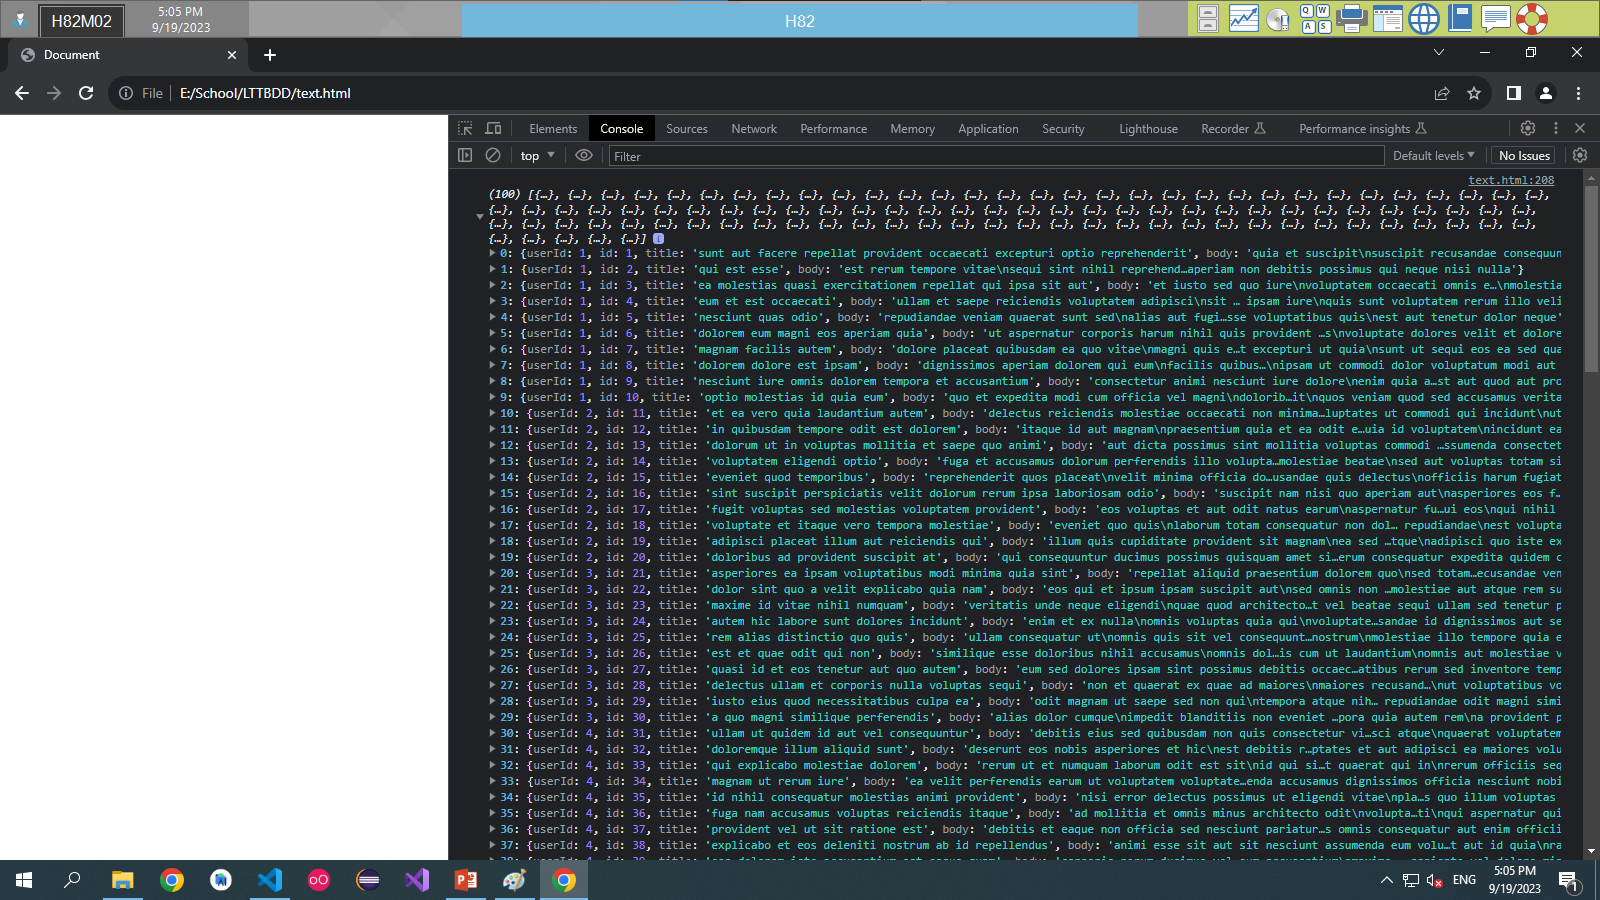 H82M02
5:05 PM
9/19/2023
H82
Q W
A S
Document
File
E:/School/LTTBDD/text.html
Elements Console Sources Network Performance Memory Application Security Lighthouse Recorder Performance insights
top
Filter
Default levels
No Issues
text.html:208
(100) [{…}, {…}, {…}, {…}, {…}, {…}, {…}, {…}, {…}, {…}, {…}, {…}, {…}, {…}, {…}, {…}, {…}, {…}, {…}, {…}, {…}, {…}, {…}, {…}, {…}, {…}, {…}, {…}, {…}, {…}, {…},
{…}, {…}, {…}, {…}, {…}, {…}, {…}, {…}, {…}, {…}, {…}, {…}, {…}, {…}, {…}, {…}, {…}, {…}, {…}, {…}, {…}, {…}, {…}, {…}, {…}, {…}, {…}, {…}, {…}, {…}, {…}, {…},
{…}, {…}, {…}, {…}, {…}, {…}, {…}, {…}, {…}, {…}, {…}, {…}, {…}, {…}, {…}, {…}, {…}, {…}, {…}, {…}, {…}, {…}, {…}, {…}, {…}, {…}, {…}, {…}, {…}, {…}, {…}, {…},
{…}, {…}, {…}, {…}, {…}]
0: {userId: 1, id: 1, title: 'sunt aut facere repellat provident occaecati excepturi optio reprehenderit', body: 'quia et suscipit\nsuscipit recusandae consequun
1: {userId: 1, id: 2, title: 'qui est esse', body: 'est rerum tempore vitae\nsequi sint nihil reprehend…aperiam non debitis possimus qui neque nisi nulla'}
2: {userId: 1, id: 3, title: 'ea molestias quasi exercitationem repellat qui ipsa sit aut', body: 'et iusto sed quo iure\nvoluptatem occaecati omnis e…\nmolestia
3: {userId: 1, id: 4, title: 'eum et est occaecati', body: 'ullam et saepe reiciendis voluptatem adipisci\nsit … ipsam iure\nquis sunt voluptatem rerum illo veli
4: {userId: 1, id: 5, title: 'nesciunt quas odio', body: 'repudiandae veniam quaerat sunt sed\nalias aut fugi…sse voluptatibus quis\nest aut tenetur dolor neque'
5: {userId: 1, id: 6, title: 'dolorem eum magni eos aperiam quia', body: 'ut aspernatur corporis harum nihil quis provident …s\nvoluptate dolores velit et dolore
6: {userId: 1, id: 7, title: 'magnam facilis autem', body: 'dolore placeat quibusdam ea quo vitae\nmagni quis e…t excepturi ut quia\nsunt ut sequi eos ea sed qua
7: {userId: 1, id: 8, title: 'dolorem dolore est ipsam', body: 'dignissimos aperiam dolorem qui eum\nfacilis quibus…\nipsam ut commodi dolor voluptatum modi aut
8: {userId: 1, id: 9, title: 'nesciunt iure omnis dolorem tempora et accusantium', body: 'consectetur animi nesciunt iure dolore\nenim quia a…st aut quod aut pro
9: {userId: 1, id: 10, title: 'optio molestias id quia eum', body: 'quo et expedita modi cum officia vel magni\ndolorib…it\nquos veniam quod sed accusamus verita
10: {userId: 2, id: 11, title: 'et ea vero quia laudantium autem', body: 'delectus reiciendis molestiae occaecati non minima…luptates ut commodi qui incidunt\nut
11: {userId: 2, id: 12, title: 'in quibusdam tempore odit est dolorem', body: 'itaque id aut magnam\npraesentium quia et ea odit e…uia id voluptatem\nincidunt ea
12: {userId: 2, id: 13, title: 'dolorum ut in voluptas mollitia et saepe quo animi', body: 'aut dicta possimus sint mollitia voluptas commodi …ssumenda consectet
13: {userId: 2, id: 14, title: 'voluptatem eligendi optio', body: 'fuga et accusamus dolorum perferendis illo volupta…molestiae beatae\nsed aut voluptas totam si
14: {userId: 2, id: 15, title: 'eveniet quod temporibus', body: 'reprehenderit quos placeat\nvelit minima officia do…usandae quis delectus\nofficiis harum fugiat
15: {userId: 2, id: 16, title: 'sint suscipit perspiciatis velit dolorum rerum ipsa laboriosam odio', body: 'suscipit nam nisi quo aperiam aut\nasperiores eos f…
16: {userId: 2, id: 17, title: 'fugit voluptas sed molestias voluptatem provident', body: 'eos voluptas et aut odit natus earum\naspernatur fu…ui eos\nqui nihil
17: {userId: 2, id: 18, title: 'voluptate et itaque vero tempora molestiae', body: 'eveniet quo quis\nlaborum totam consequatur non dol… repudiandae\nest volupta
18: {userId: 2, id: 19, title: 'adipisci placeat illum aut reiciendis qui', body: 'illum quis cupiditate provident sit magnam\nea sed …tque\nadipisci quo iste ex
19: {userId: 2, id: 20, title: 'doloribus ad provident suscipit at', body: 'qui consequuntur ducimus possimus quisquam amet si…erum consequatur expedita quidem c
20: {userId: 3, id: 21, title: 'asperiores ea ipsam voluptatibus modi minima quia sint', body: 'repellat aliquid praesentium dolorem quo\nsed totam…ecusandae ven
21: {userId: 3, id: 22, title: 'dolor sint quo a velit explicabo quia nam', body: 'eos qui et ipsum ipsam suscipit aut\nsed omnis non …molestiae aut atque rem su
22: {userId: 3, id: 23, title: 'maxime id vitae nihil numquam', body: 'veritatis unde neque eligendi\nquae quod architecto…t vel beatae sequi ullam sed tenetur p
23: {userId: 3, id: 24, title: 'autem hic labore sunt dolores incidunt', body: 'enim et ex nulla\nomnis voluptas quia qui\nvoluptate…sandae id dignissimos aut se
24: {userId: 3, id: 25, title: 'rem alias distinctio quo quis', body: 'ullam consequatur ut\nomnis quis sit vel consequunt…nostrum\nmolestiae illo tempore quia e
25: {userId: 3, id: 26, title: 'est et quae odit qui non', body: 'similique esse doloribus nihil accusamus\nomnis dol…is cum ut laudantium\nomnis aut molestiae v
26: {userId: 3, id: 27, title: 'quasi id et eos tenetur aut quo autem', body: 'eum sed dolores ipsam sint possimus debitis occaec…atibus rerum sed inventore temp
27: {userId: 3, id: 28, title: 'delectus ullam et corporis nulla voluptas sequi', body: 'non et quaerat ex quae ad maiores\nmaiores recusand…\nut voluptatibus vo
28: {userId: 3, id: 29, title: 'iusto eius quod necessitatibus culpa ea', body: 'odit magnam ut saepe sed non qui\ntempora atque nih… repudiandae odit magni simi
29: {userId: 3, id: 30, title: 'a quo magni similique perferendis', body: 'alias dolor cumque\nimpedit blanditiis non eveniet …pora quia autem rem\na provident p
30: {userId: 4, id: 31, title: 'ullam ut quidem id aut vel consequuntur', body: 'debitis eius sed quibusdam non quis consectetur vi…sci atque\nquaerat voluptatem
31: {userId: 4, id: 32, title: 'doloremque illum aliquid sunt', body: 'deserunt eos nobis asperiores et hic\nest debitis r…ptates et aut adipisci ea maiores volu
32: {userId: 4, id: 33, title: 'qui explicabo molestiae dolorem', body: 'rerum ut et numquam laborum odit est sit\nid qui si…t quaerat qui in\nrerum officiis seq
33: {userId: 4, id: 34, title: 'magnam ut rerum iure', body: 'ea velit perferendis earum ut voluptatem voluptate…enda accusamus dignissimos officia nesciunt nobi
34: {userId: 4, id: 35, title: 'id nihil consequatur molestias animi provident', body: 'nisi error delectus possimus ut eligendi vitae\npla…s quo illum voluptas
35: {userId: 4, id: 36, title: 'fuga nam accusamus voluptas reiciendis itaque', body: 'ad mollitia et omnis minus architecto odit\nvolupta…ti\nqui aspernatur qui
36: {userId: 4, id: 37, title: 'provident vel ut sit ratione est', body: 'debitis et eaque non officia sed nesciunt pariatur…s omnis consequatur aut enim officii
37: {userId: 4, id: 38, title: 'explicabo et eos deleniti nostrum ab id repellendus', body: 'animi esse sit aut sit nesciunt assumenda eum volu…t aut id quia\nra
ENG
5:05 PM
9/19/2023
1